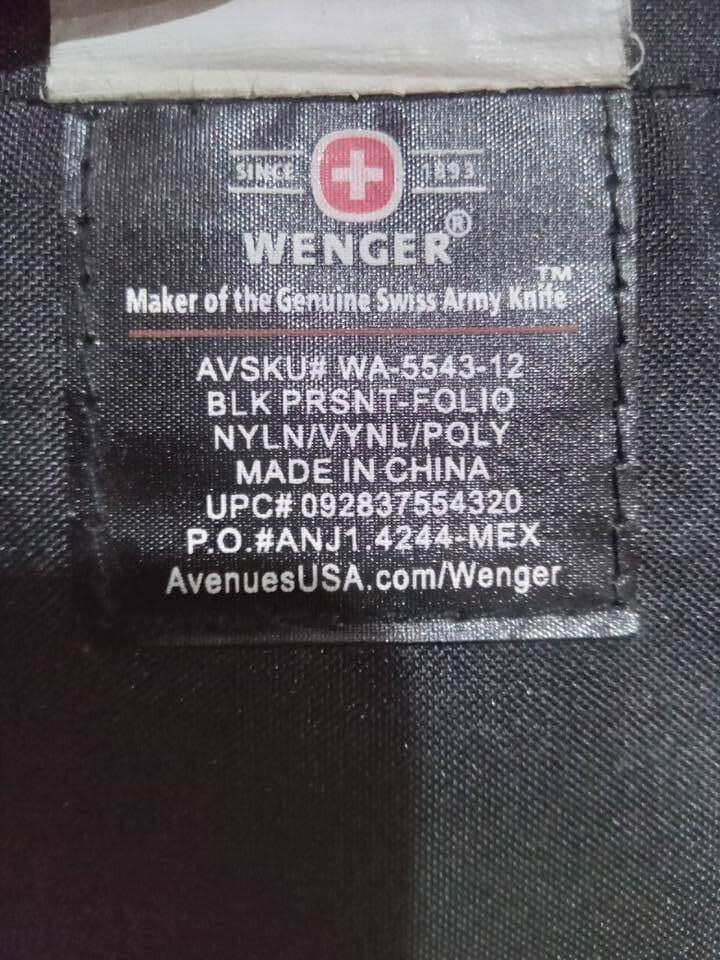 SINCE 1893
WENGER®
Maker of the Genuine Swiss Army Knife™
AVSKU# WA-5543-12
BLK PRSNT-FOLIO
NYLN/VYNL/POLY
MADE IN CHINA
UPC# 092837554320
P.O.#ANJ1.4244-MEX
AvenuesUSA.com/Wenger